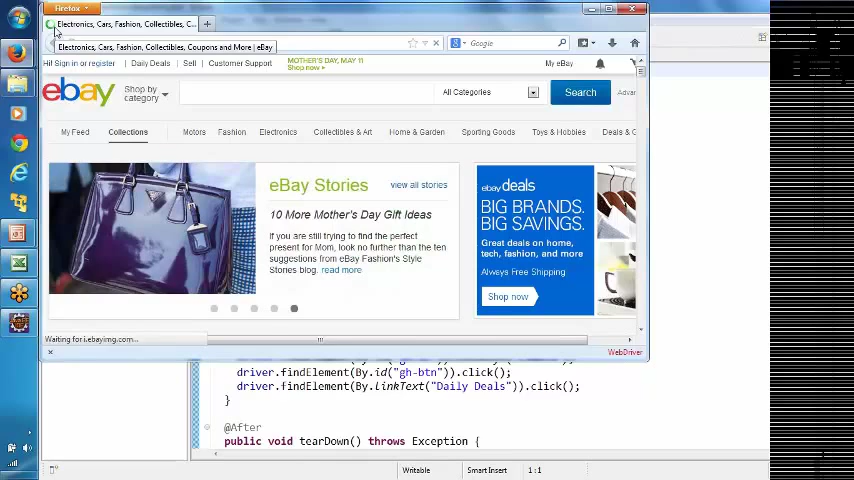 Firefox
Electronics, Cars, Fashion, Collectibles, C...
Electronics, Cars, Fashion, Collectibles, Coupons and More | eBay
Google
Hi! Sign in or register
Daily Deals
Sell
Customer Support
MOTHER'S DAY, MAY 11
Shop now
My eBay
ebay
Shop by
category
All Categories
Search
Advan
My Feed
Collections
Motors
Fashion
Electronics
Collectibles & Art
Home & Garden
Sporting Goods
Toys & Hobbies
Deals & G
eBay Stories
view all stories
10 More Mother's Day Gift Ideas
If you are still trying to find the perfect
present for Mom, look no further than the
ten suggestions from eBay Fashion's Style
Stories blog. read more
ebay deals
BIG BRANDS.
BIG SAVINGS.
Great deals on home,
tech, fashion, and more
Always Free Shipping
Shop now
Waiting for i.ebayimg.com...
WebDriver
driver.findElement(By.id("gh-btn")).click();
driver.findElement(By.linkText("Daily Deals")).click();
}
@After
public void tearDown() throws Exception {
Writable
Smart Insert
1 : 1